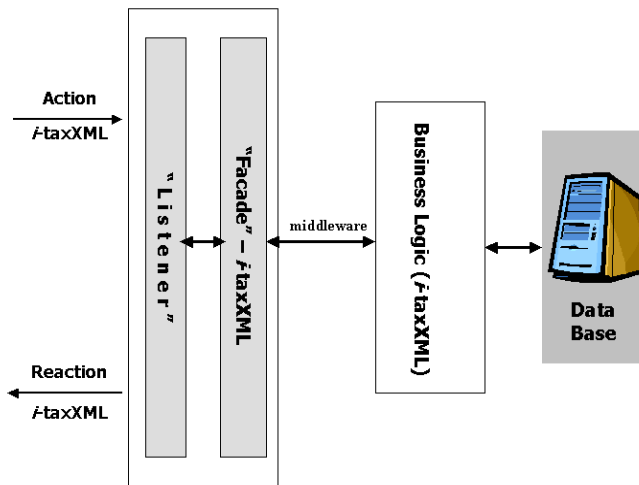 Action
i-taxXML
"Listener"
"Facade" – i-taxXML
middleware
Business Logic (i-taxXML)
Data
Base
Reaction
i-taxXML